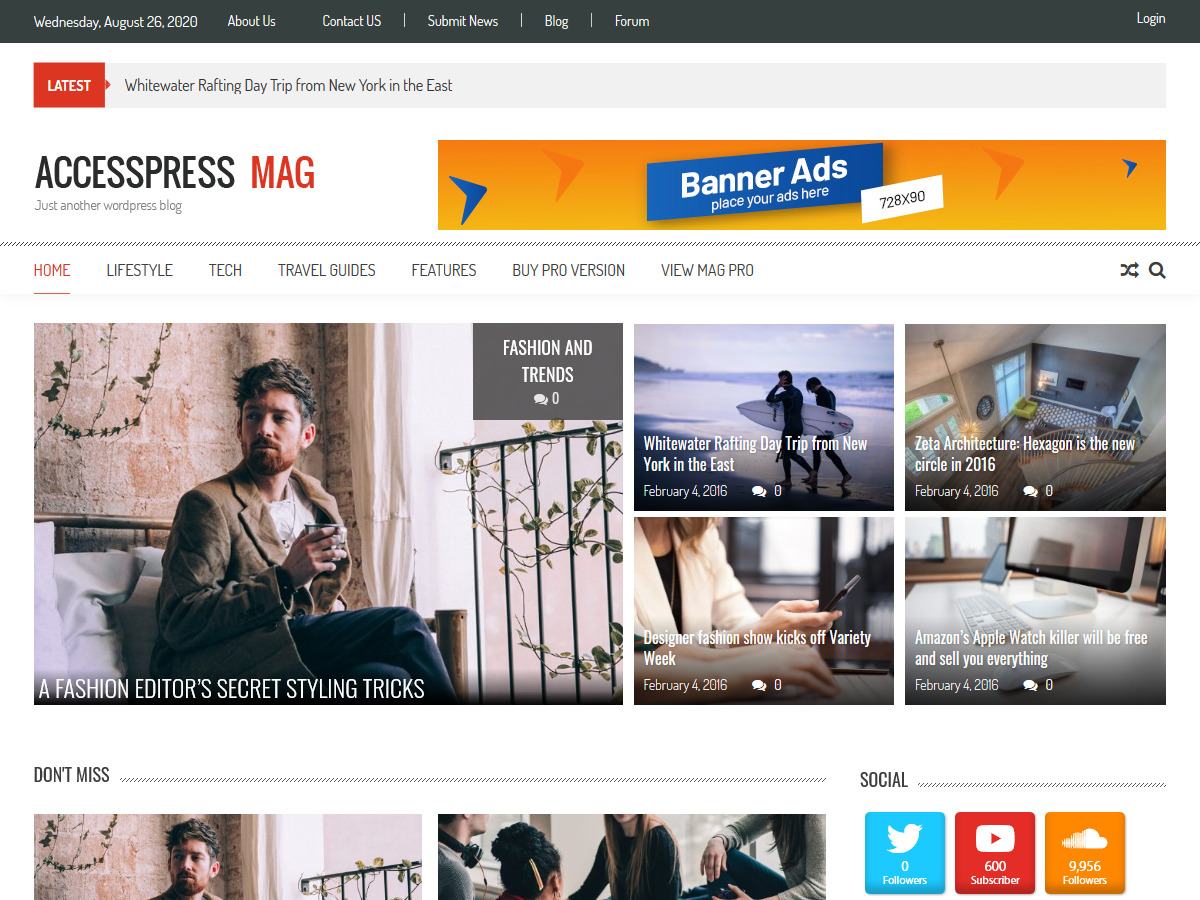 Wednesday, August 26, 2020 About Us Contact US Submit News Blog Forum Login
LATEST Whitewater Rafting Day Trip from New York in the East
ACCESSPRESS MAG
Just another wordpress blog
Banner Ads
place your ads here
728X90
HOME LIFESTYLE TECH TRAVEL GUIDES FEATURES BUY PRO VERSION VIEW MAG PRO
FASHION AND
TRENDS
0
A FASHION EDITOR’S SECRET STYLING TRICKS
Whitewater Rafting Day Trip from New
York in the East
February 4, 2016 0
Zeta Architecture: Hexagon is the new
circle in 2016
February 4, 2016 0
Designer fashion show kicks off Variety
Week
February 4, 2016 0
Amazon’s Apple Watch killer will be free
and sell you everything
February 4, 2016 0
DON'T MISS
SOCIAL
0
Followers
600
Subscriber
9,956
Followers